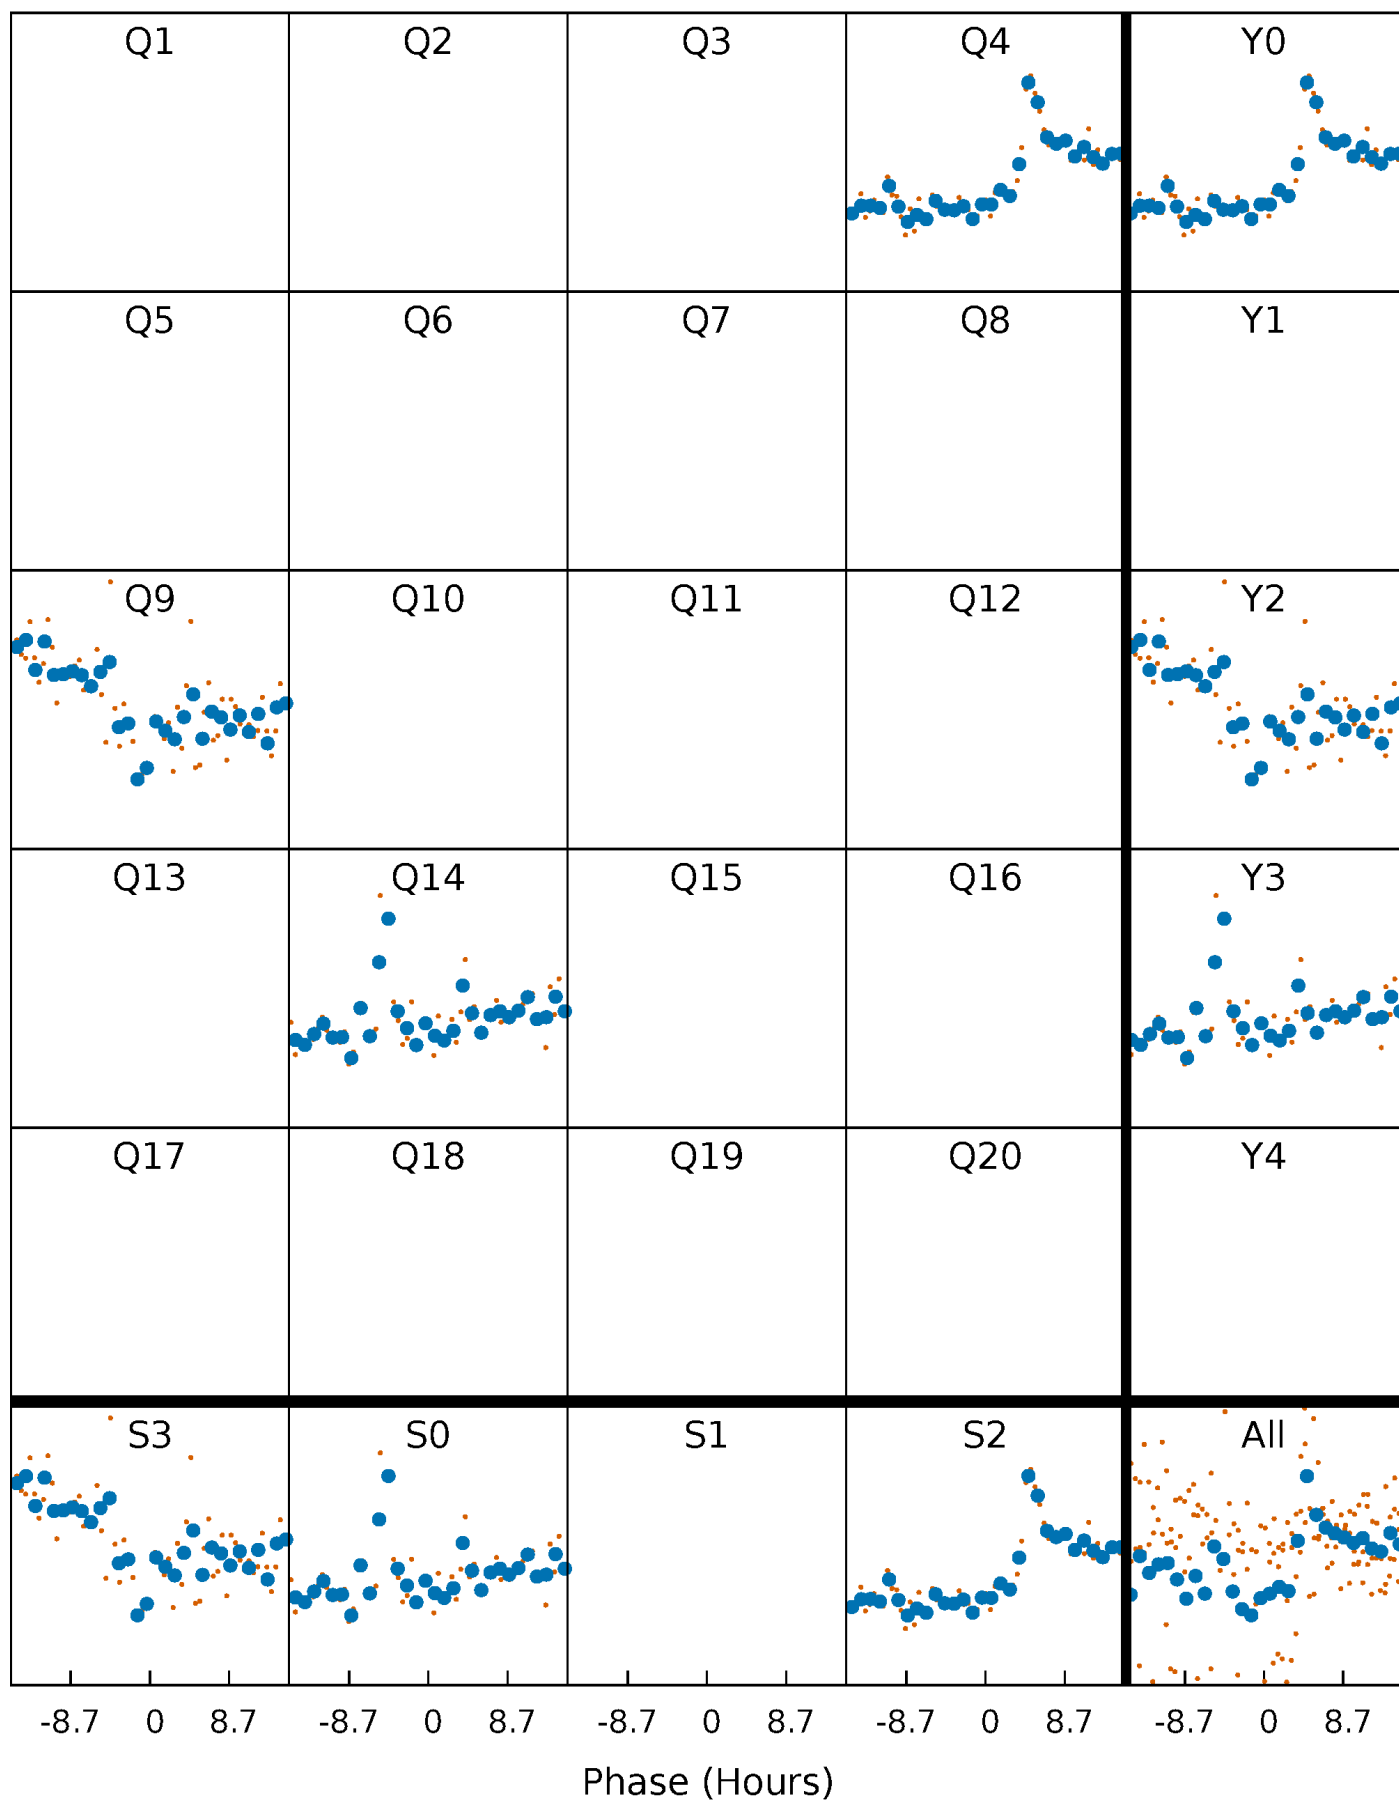 Q1 Q2 Q3 Q4 Y0
Q5 Q6 Q7 Q8 Y1
Q9 Q10 Q11 Q12 Y2
Q13 Q14 Q15 Q16 Y3
Q17 Q18 Q19 Q20 Y4
S3 S0 S1 S2 All
-8.7 0 8.7 -8.7 0 8.7 -8.7 0 8.7 -8.7 0 8.7 -8.7 0 8.7
Phase (Hours)